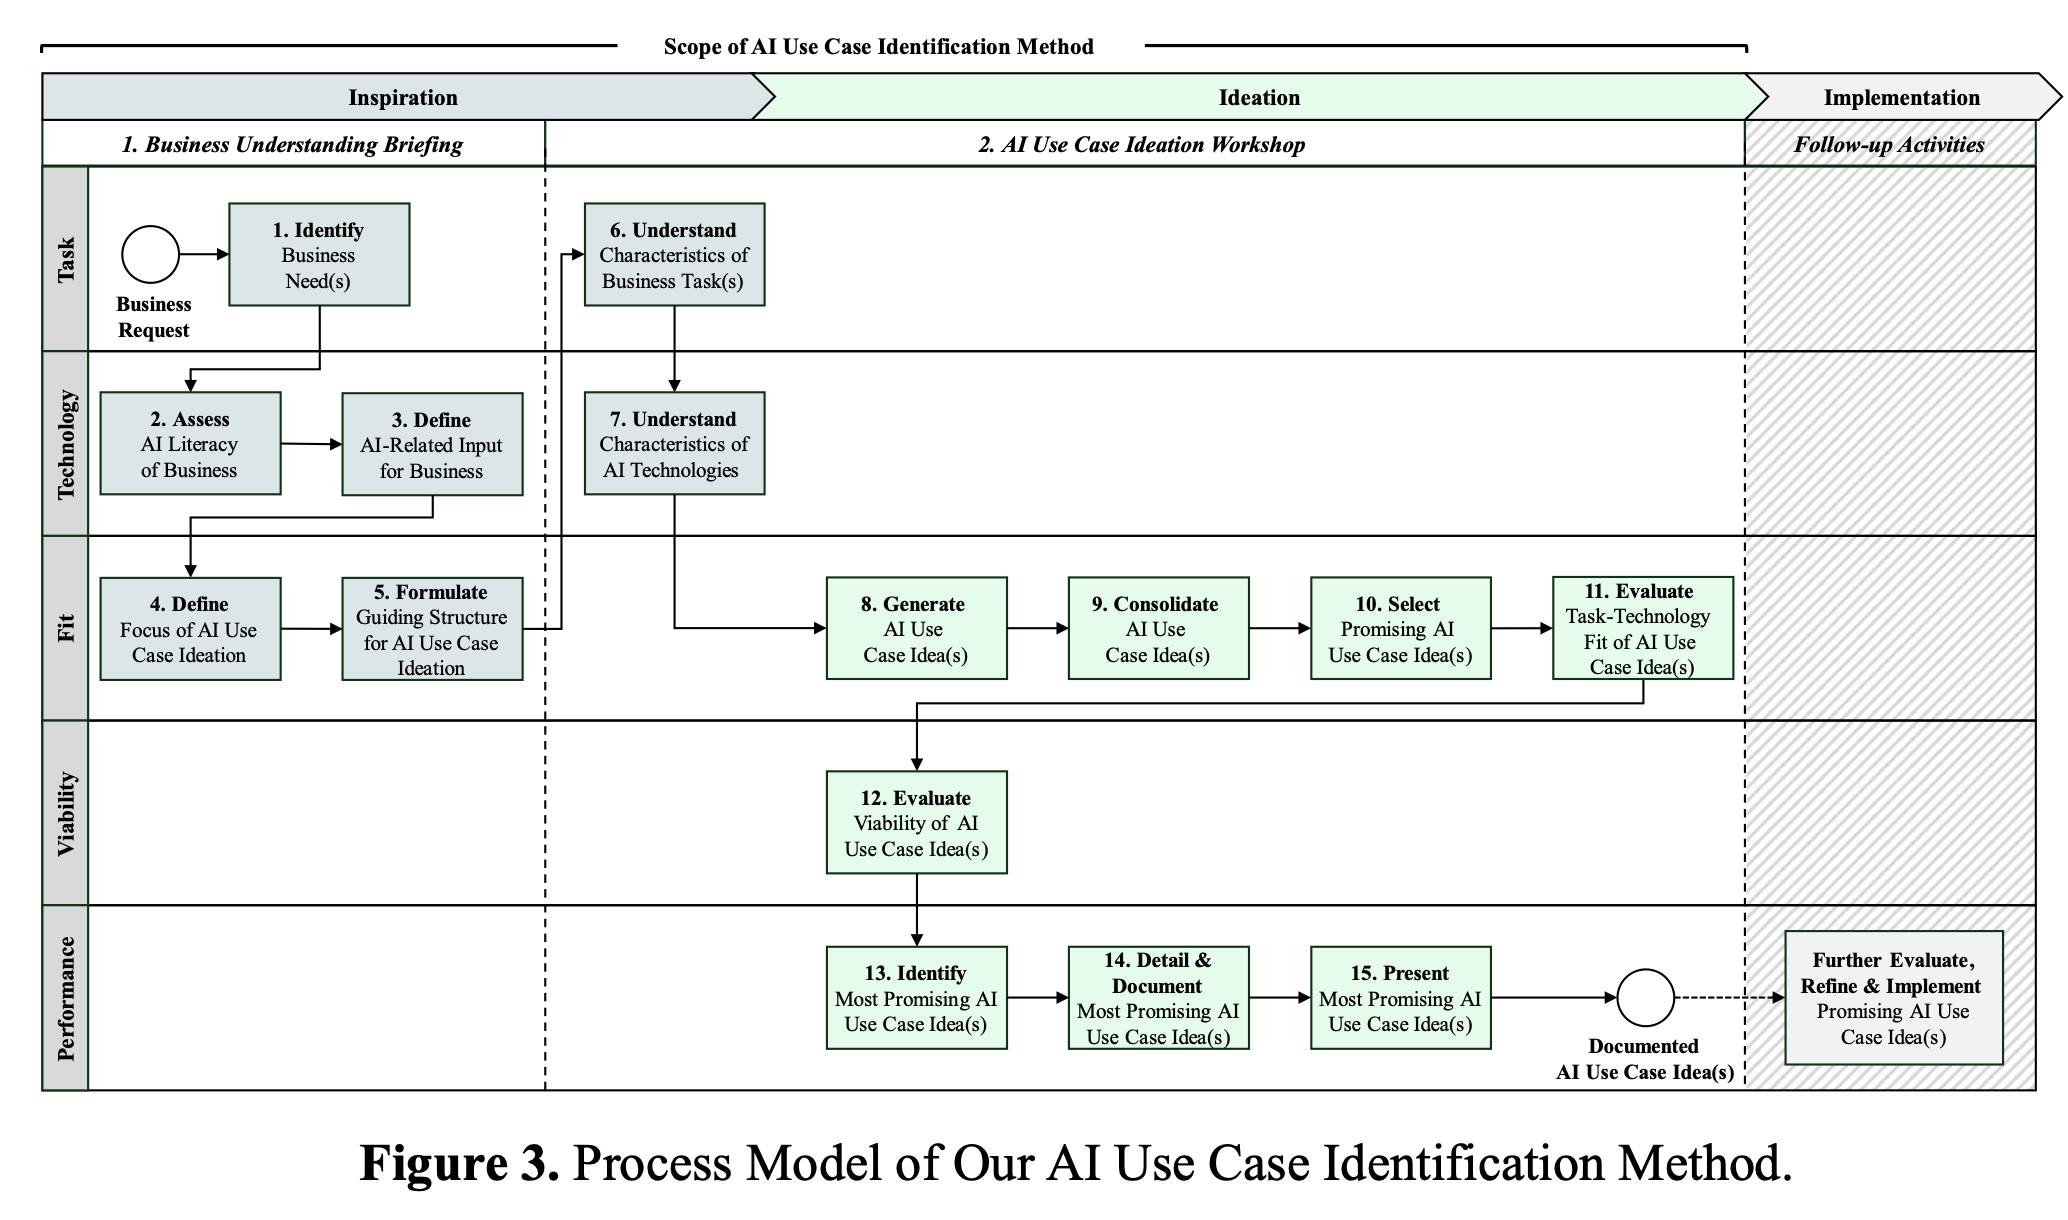 Scope of AI Use Case Identification Method
Inspiration
Ideation
Implementation
1. Business Understanding Briefing
2. AI Use Case Ideation Workshop
Follow-up Activities
Task
Business
Request
1. Identify
Business
Need(s)
6. Understand
Characteristics of
Business Task(s)
Technology
2. Assess
AI Literacy
of Business
3. Define
AI-Related Input
for Business
7. Understand
Characteristics of
AI Technologies
Fit
4. Define
Focus of AI Use
Case Ideation
5. Formulate
Guiding Structure
for AI Use Case
Ideation
8. Generate
AI Use
Case Idea(s)
9. Consolidate
AI Use
Case Idea(s)
10. Select
Promising AI
Use Case Idea(s)
11. Evaluate
Task-Technology
Fit of AI Use
Case Idea(s)
Viability
12. Evaluate
Viability of AI
Use Case Idea(s)
Performance
13. Identify
Most Promising AI
Use Case Idea(s)
14. Detail &
Document
Most Promising AI
Use Case Idea(s)
15. Present
Most Promising AI
Use Case Idea(s)
Documented
AI Use Case Idea(s)
Further Evaluate,
Refine & Implement
Promising AI Use
Case Idea(s)
Figure 3. Process Model of Our AI Use Case Identification Method.